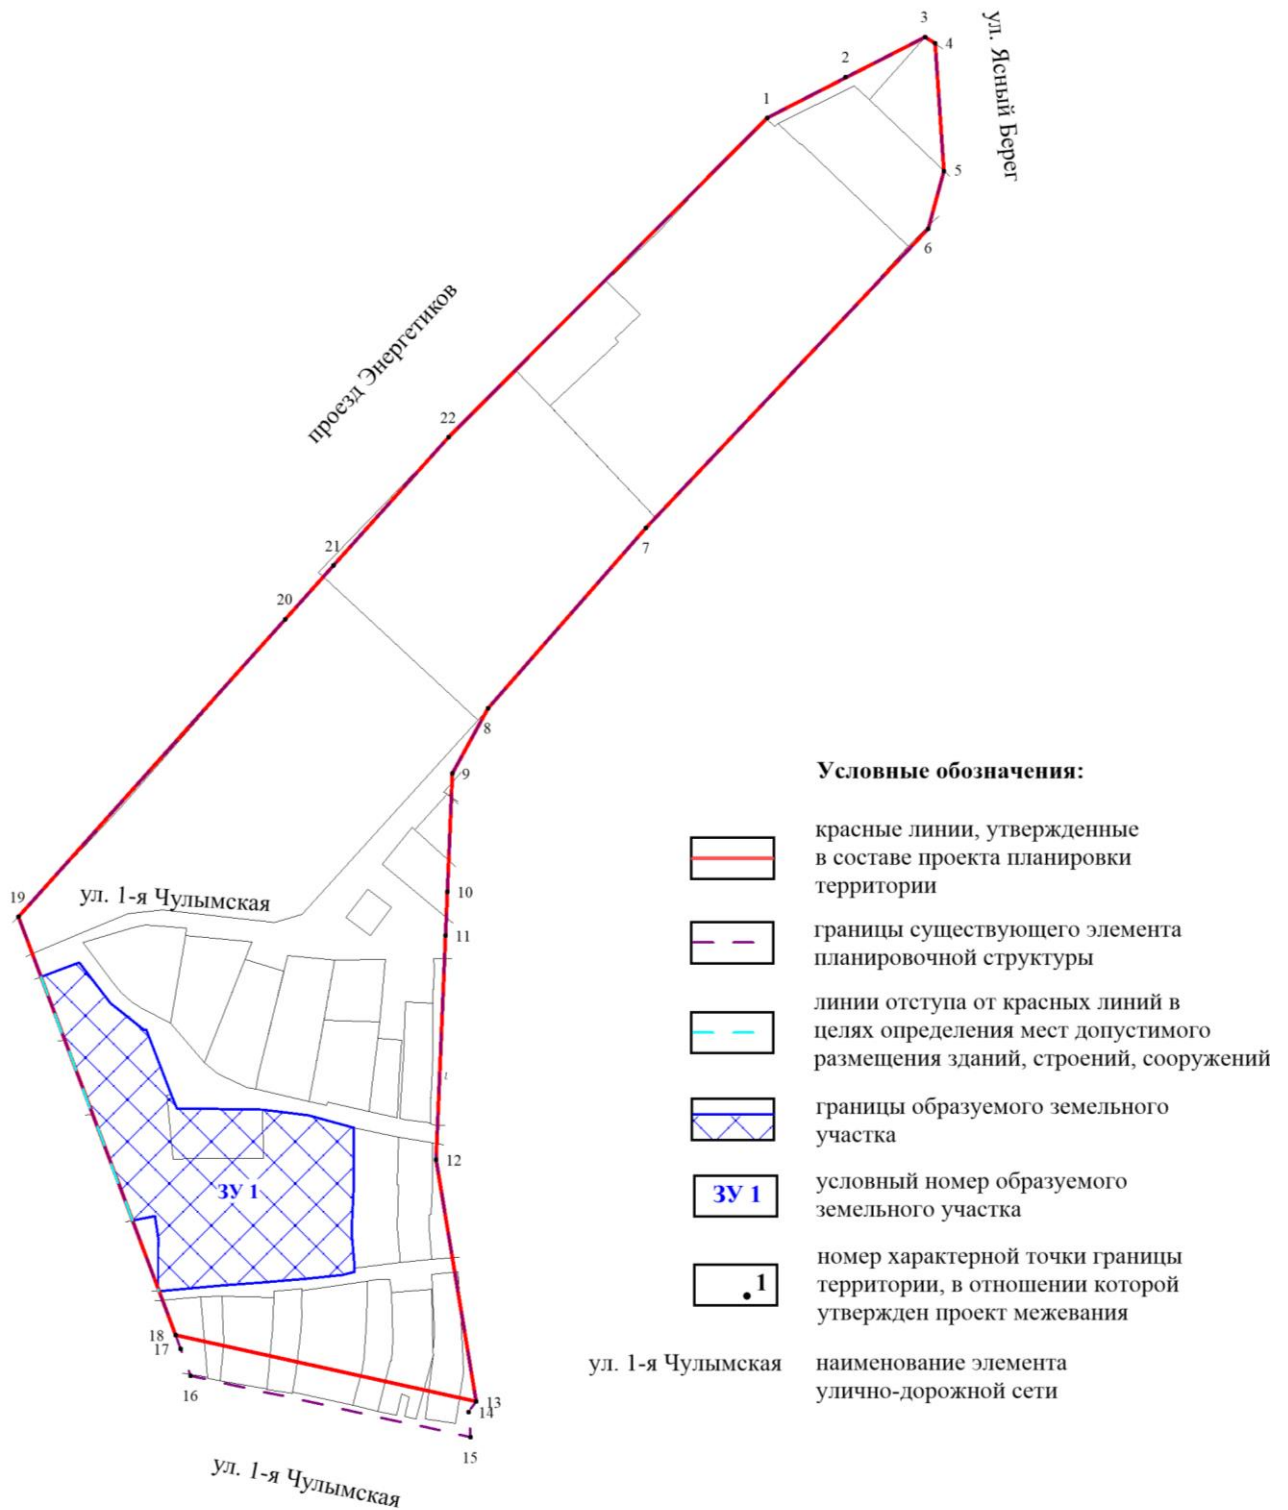 3
4
ул. Ясный Берег
2
1
5
6
проезд Энергетиков
22
21
7
20
8
9
Условные обозначения:
красные линии, утвержденные
в составе проекта планировки
территории
19
ул. 1-я Чулымская
10
11
границы существующего элемента
планировочной структуры
линии отступа от красных линий в
целях определения мест допустимого
размещения зданий, строений, сооружений
границы образуемого земельного
участка
12
ЗУ 1
ЗУ 1
условный номер образуемого
земельного участка
1
номер характерной точки границы
территории, в отношении которой
утвержден проект межевания
18
17
16
13
14
15
ул. 1-я Чулымская
наименование элемента
улично-дорожной сети
ул. 1-я Чулымская